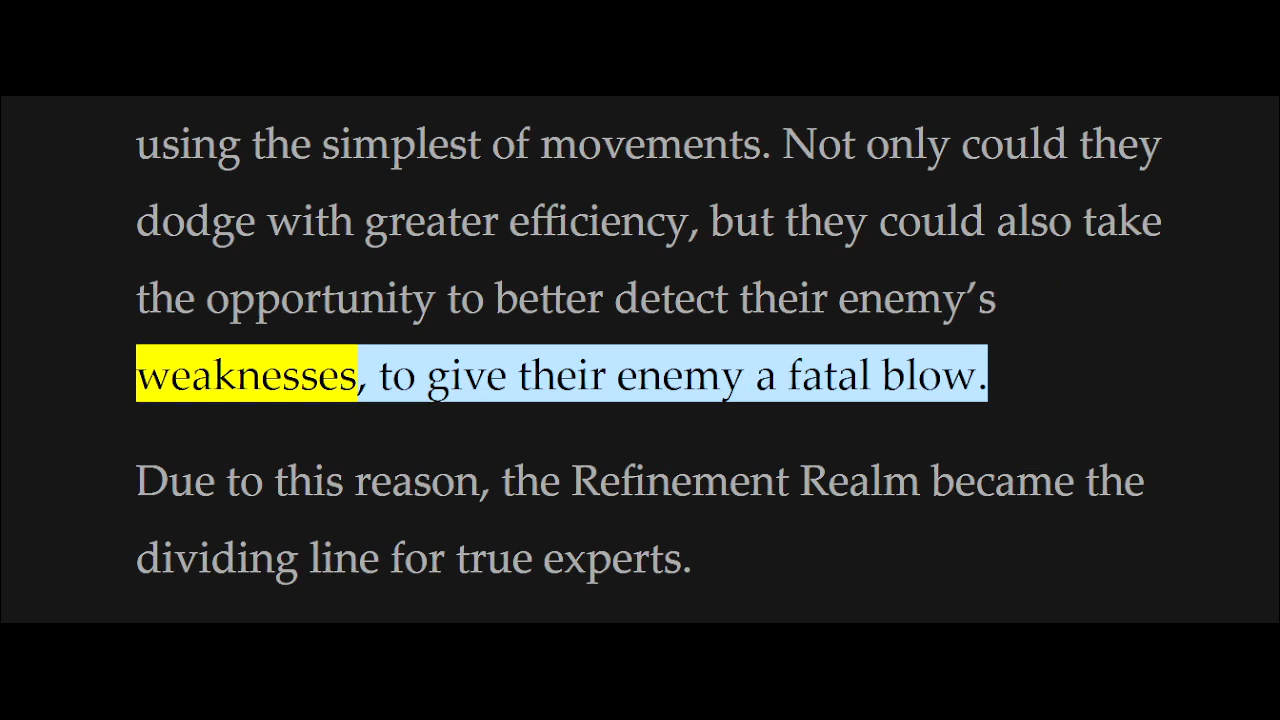 using the simplest of movements. Not only could they
dodge with greater efficiency, but they could also take
the opportunity to better detect their enemy’s
weaknesses, to give their enemy a fatal blow.
Due to this reason, the Refinement Realm became the
dividing line for true experts.